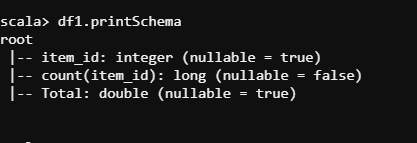 scala> df1.printSchema
root
 |-- item_id: integer (nullable = true)
 |-- count(item_id): long (nullable = false)
 |-- Total: double (nullable = true)